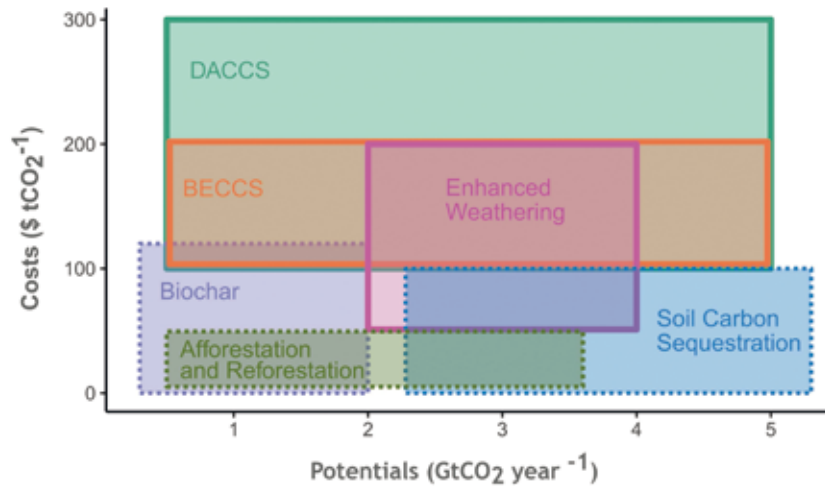 Costs ($ tCO₂⁻¹)
300
200
100
0
DACCS
BECCS
Enhanced
Weathering
Biochar
Afforestation
and Reforestation
Soil Carbon
Sequestration
1
2
3
4
5
Potentials (GtCO₂ year ⁻¹)